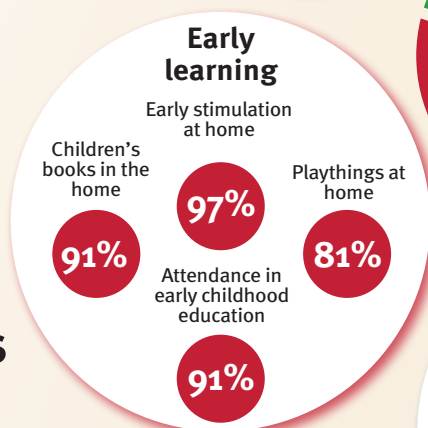 Early
learning
Early stimulation
at home
97%
Children's
books in the
home
91%
Playthings at
home
81%
Attendance in
early childhood
education
91%
s